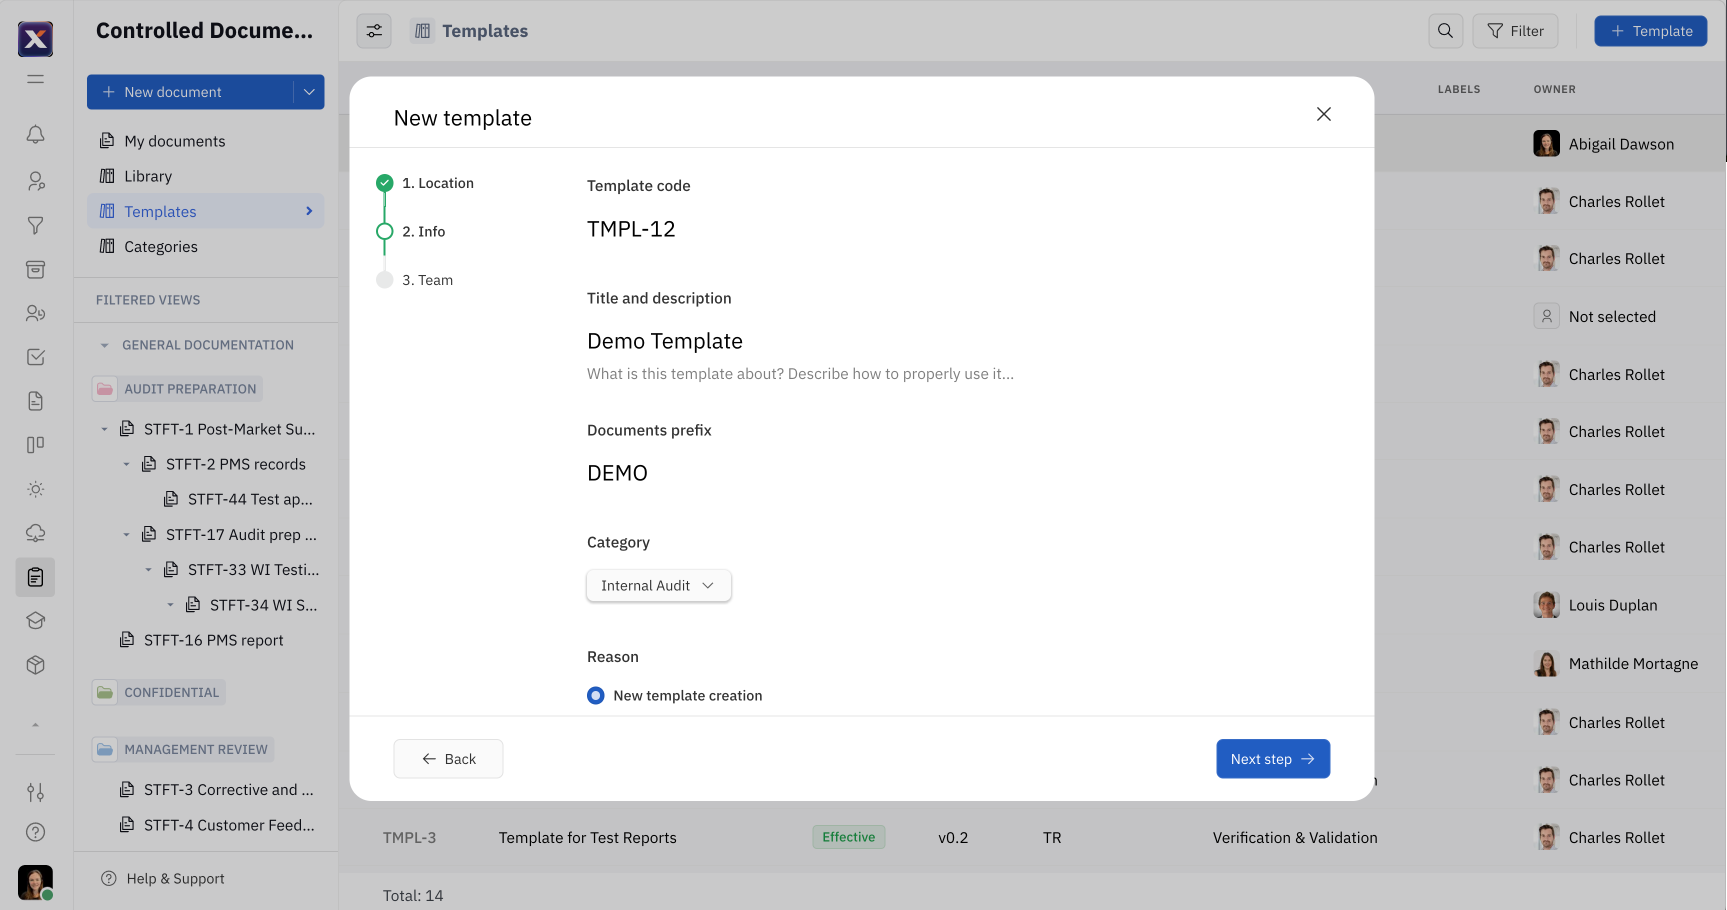 Controlled Docume...
New document
My documents
Library
Templates
Categories
FILTERED VIEWS
GENERAL DOCUMENTATION
AUDIT PREPARATION
STFT-1 Post-Market Su...
STFT-2 PMS records
STFT-44 Test ap...
STFT-17 Audit prep ...
STFT-33 WI Testi...
STFT-34 WI S...
STFT-16 PMS report
CONFIDENTIAL
MANAGEMENT REVIEW
STFT-3 Corrective and ...
STFT-4 Customer Feed...
Help & Support
Templates
Filter
Template
LABELS OWNER
Abigail Dawson
Charles Rollet
Charles Rollet
Not selected
Charles Rollet
Charles Rollet
Charles Rollet
Charles Rollet
Louis Duplan
Mathilde Mortagne
Charles Rollet
Charles Rollet
TMPL-3 Template for Test Reports Effective v0.2 TR Verification & Validation Charles Rollet
Total: 14
New template
1. Location
2. Info
3. Team
Template code
TMPL-12
Title and description
Demo Template
What is this template about? Describe how to properly use it...
Documents prefix
DEMO
Category
Internal Audit
Reason
New template creation
Back
Next step